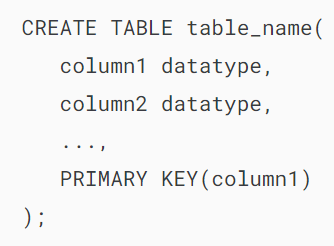 CREATE TABLE table_name(
   column1 datatype,
   column2 datatype,
   ...,
   PRIMARY KEY(column1)
);